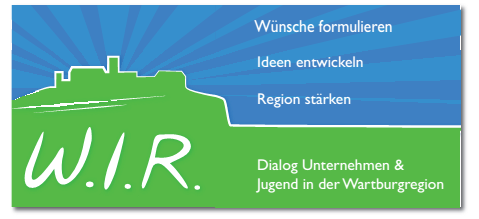 Wünsche formulieren
Ideen entwickeln
Region stärken
W.I.R.
Dialog Unternehmen &
Jugend in der Wartburgregion